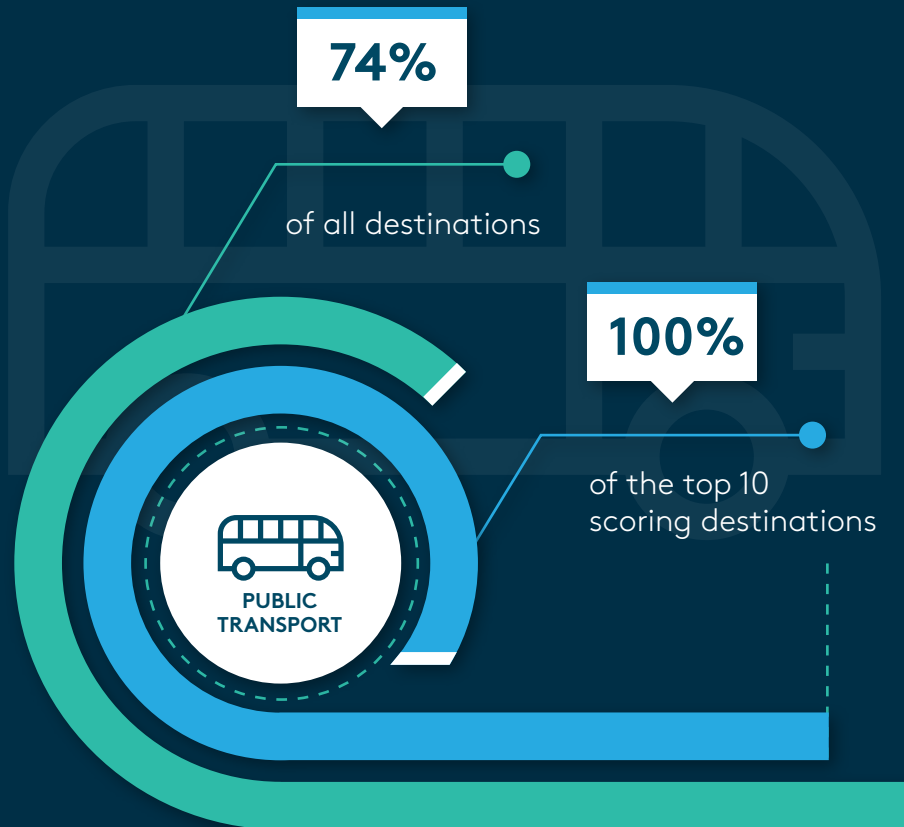 74%
of all destinations
100%
of the top 10
scoring destinations
PUBLIC
TRANSPORT